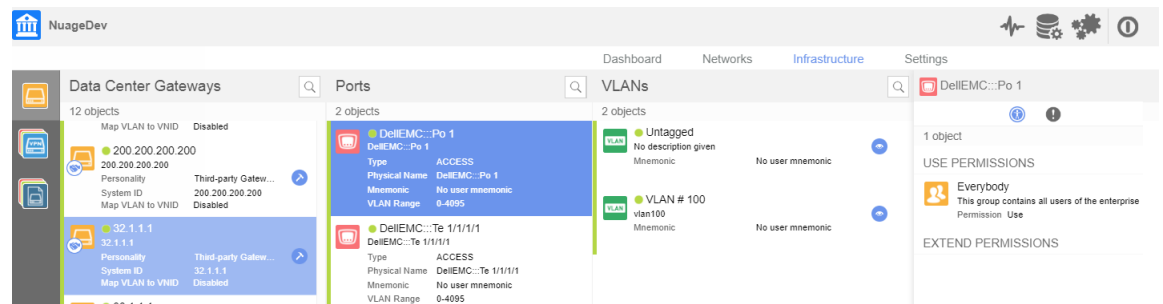 NuageDev
Dashboard Networks Infrastructure Settings
Data Center Gateways
12 objects
Map VLAN to VNID Disabled
200.200.200.200
200.200.200.200
Personality Third-party Gatew...
System ID 200.200.200.200
Map VLAN to VNID Disabled
32.1.1.1
32.1.1.1
Personality Third-party Gatew...
System ID 32.1.1.1
Map VLAN to VNID Disabled
Ports
2 objects
DellEMC:::Po 1
DellEMC:::Po 1
Type ACCESS
Physical Name DellEMC:::Po 1
Mnemonic No user mnemonic
VLAN Range 0-4095
DellEMC:::Te 1/1/1/1
DellEMC:::Te 1/1/1/1
Type ACCESS
Physical Name DellEMC:::Te 1/1/1/1
Mnemonic No user mnemonic
VLAN Range 0-4095
VLANs
2 objects
VLAN
Untagged
No description given
Mnemonic No user mnemonic
VLAN
VLAN # 100
vlan100
Mnemonic No user mnemonic
DellEMC:::Po 1
1 object
USE PERMISSIONS
Everybody
This group contains all users of the enterprise
Permission Use
EXTEND PERMISSIONS